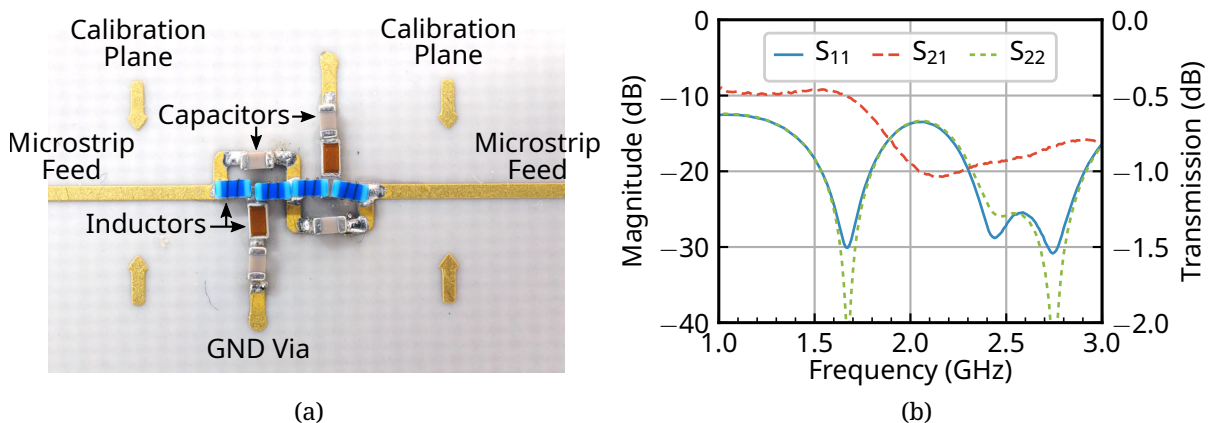 Calibration
Plane
Calibration
Plane
Capacitors
Microstrip
Feed
Microstrip
Feed
Inductors
GND Via
(a)
S11
S21
S22
Magnitude (dB)
0
−10
−20
−30
−40
Transmission (dB)
0.0
−0.5
−1.0
−1.5
−2.0
1.0
1.5
2.0
2.5
3.0
Frequency (GHz)
(b)